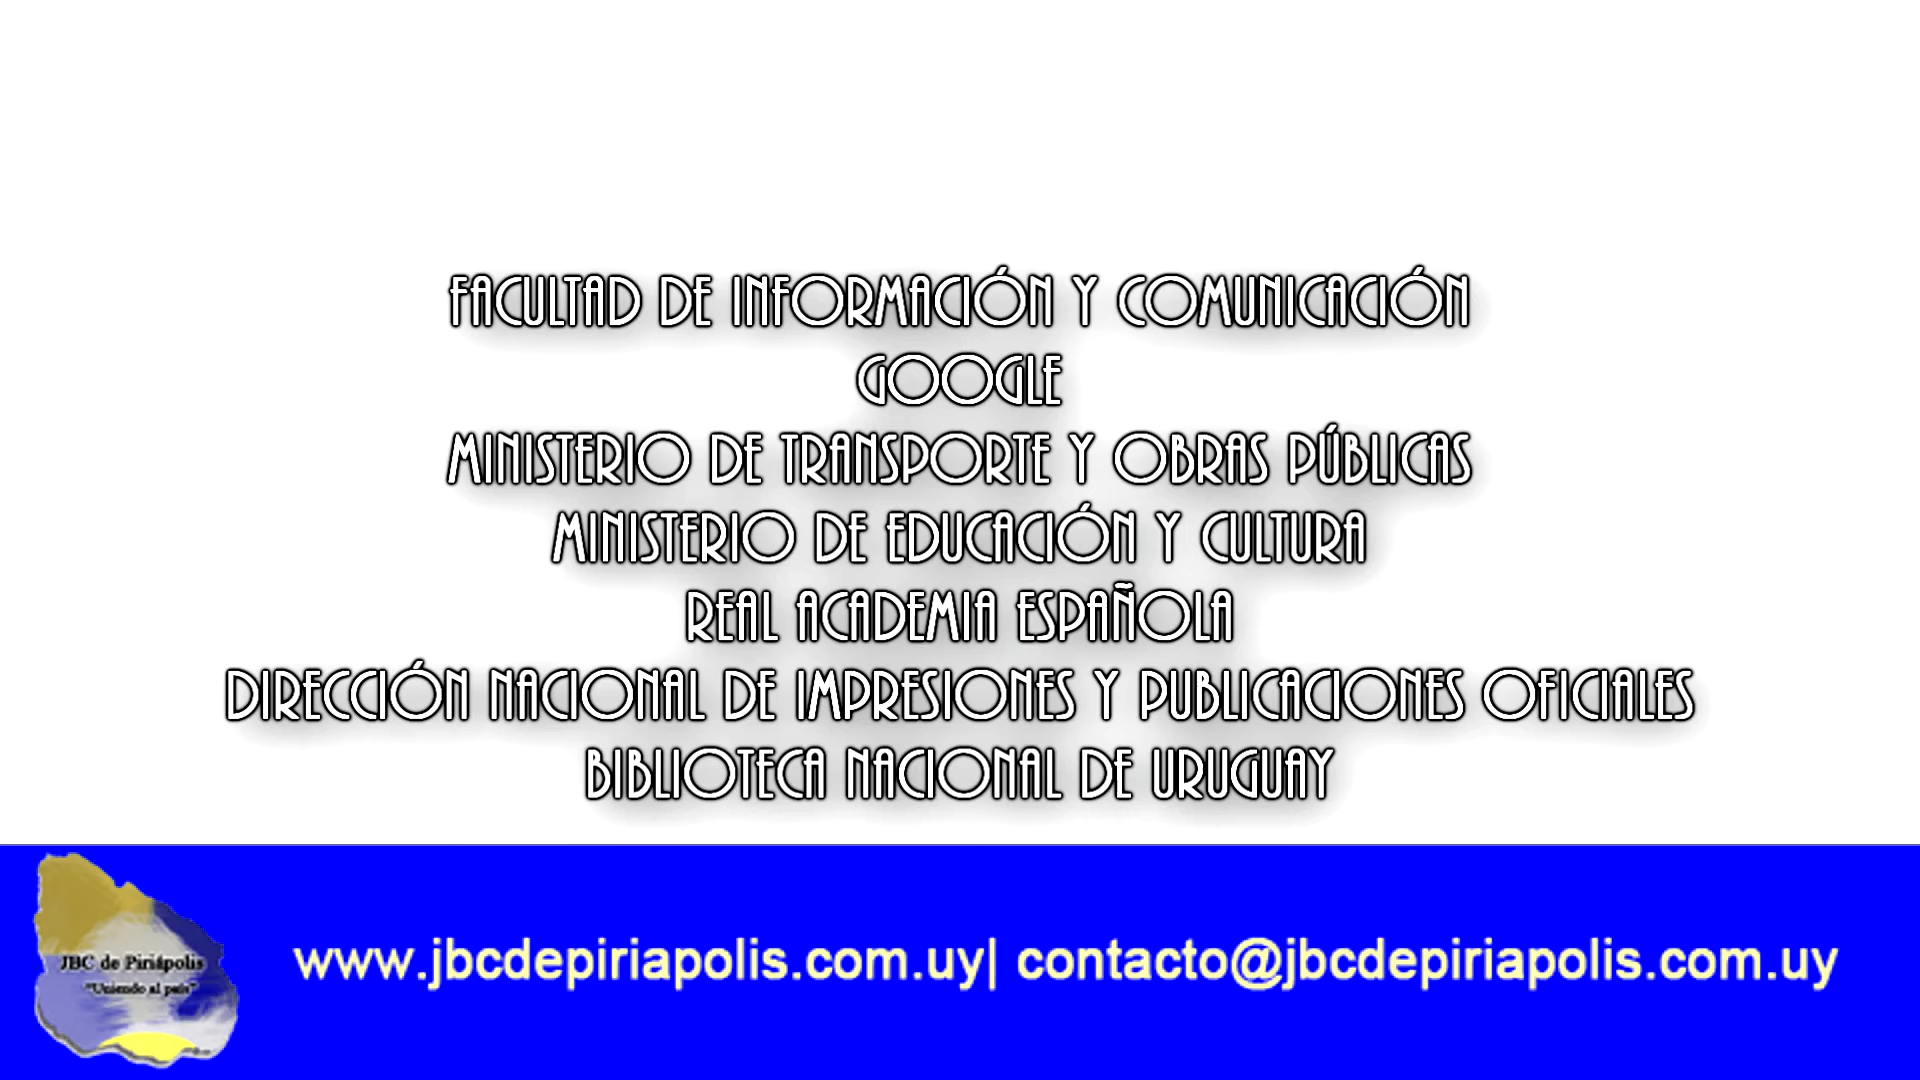 FACULTAD DE INFORMACIÓN Y COMUNICACIÓN
GOOGLE
MINISTERIO DE TRANSPORTE Y OBRAS PÚBLICAS
MINISTERIO DE EDUCACIÓN Y CULTURA
REAL ACADEMIA ESPAÑOLA
DIRECCIÓN NACIONAL DE IMPRESIONES Y PUBLICACIONES OFICIALES
BIBLIOTECA NACIONAL DE URUGUAY
JBC de Piriápolis
"Uniendo al país"
www.jbcdepiriapolis.com.uy| contacto@jbcdepiriapolis.com.uy